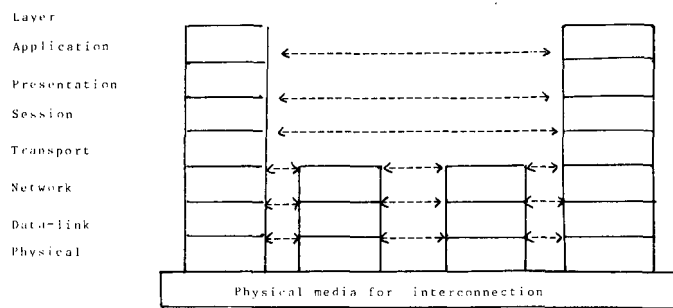 Layer
Application
Presentation
Session
Transport
Network
Data-link
Physical
Physical media for interconnection